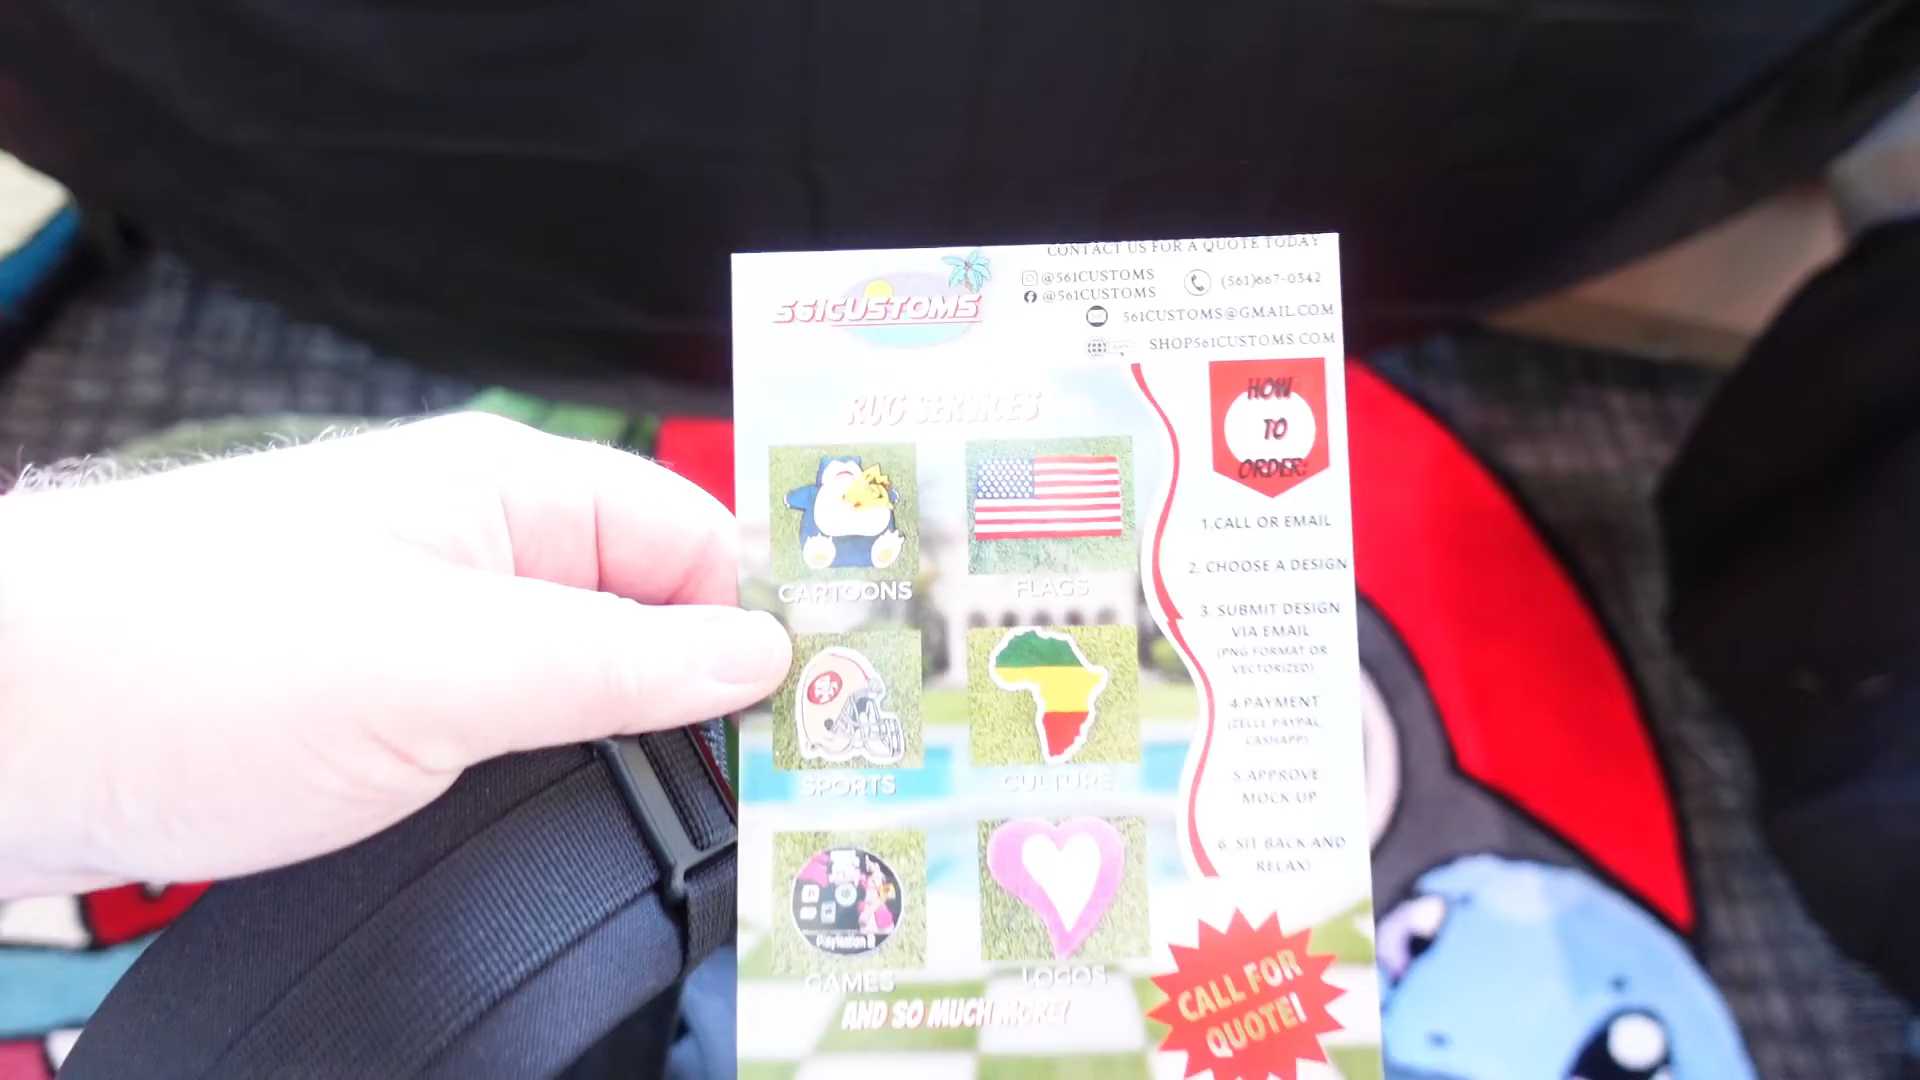 CONTACT US FOR A QUOTE TODAY
561CUSTOMS
@561CUSTOMS
(561)667-0342
@561CUSTOMS
561CUSTOMS@GMAIL.COM
SHOP561CUSTOMS.COM
RUG SERVICES
CARTOONS
FLAGS
SPORTS
CULTURE
GAMES
LOGOS
AND SO MUCH MORE!
HOW
TO
ORDER:
1.CALL OR EMAIL
2. CHOOSE A DESIGN
3. SUBMIT DESIGN
VIA EMAIL
(PNG FORMAT OR
VECTORIZED)
4.PAYMENT
(ZELLE PAYPAL,
CASHAPP)
5.APPROVE
MOCK-UP
6. SIT BACK AND
RELAX!
CALL FOR
QUOTE!